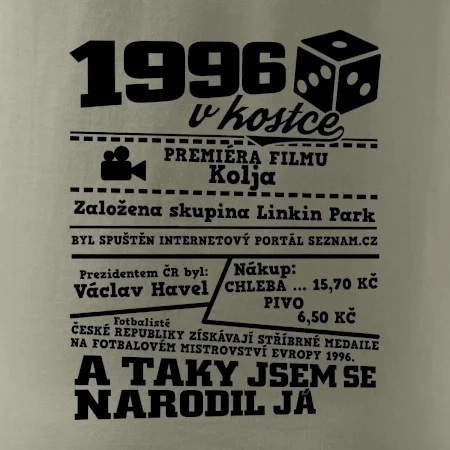 1996
v kostce
PREMIÉRA FILMU
Kolja
Založena skupina Linkin Park
BYL SPUŠTĚN INTERNETOVÝ PORTÁL SEZNAM.CZ
Prezidentem ČR byl:
Václav Havel
Nákup:
CHLEBA ... 15,70 KČ
PIVO
6,50 KČ
Fotbalisté
ČESKÉ REPUBLIKY ZÍSKÁVAJÍ STŘÍBRNÉ MEDAILE
NA FOTBALOVÉM MISTROVSTVÍ EVROPY 1996.
A TAKY JSEM SE
NARODIL JÁ